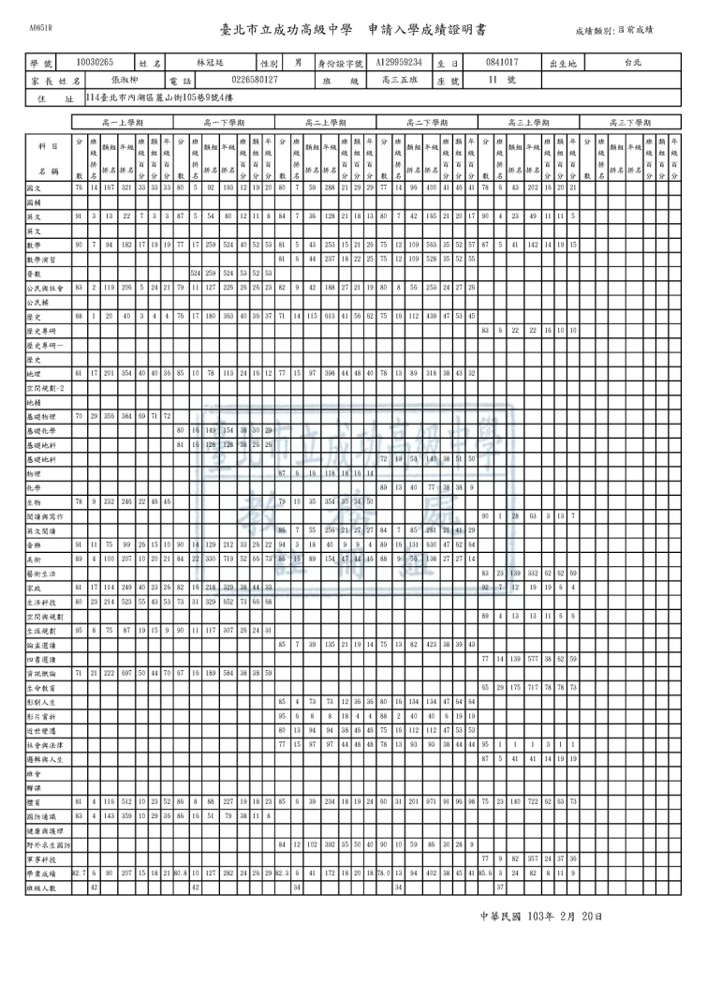 A0651R
臺北市立成功高級中學 申請入學成績證明書
成績類別:目前成績
學號 10030265 姓名 林冠廷 性別 男 身份證字號 A129959234 生日 0841017 出生地 台北
家長姓名 張淑柳 電話 0226580127 班級 高三五班 座號 11 號
住址 114臺北市內湖區麗山街105巷9號4樓
高一上學期 高一下學期 高二上學期 高二下學期 高三上學期 高三下學期
科目名稱 分數 班級排名 類組排名 年級排名 班級百分 類組百分 年級百分 分數 班級排名 類組排名 年級排名 班級百分 類組百分 年級百分 分數 班級排名 類組排名 年級排名 班級百分 類組百分 年級百分 分數 班級排名 類組排名 年級排名 班級百分 類組百分 年級百分 分數 班級排名 類組排名 年級排名 班級百分 類組百分 年級百分 分數 班級排名 類組排名 年級排名 班級百分 類組百分 年級百分
國文 76 14 167 321 33 33 33 80 5 92 193 12 19 20 80 7 59 288 21 29 29 77 14 96 400 41 46 41 78 6 43 202 16 20 21
國輔
英文 91 3 13 22 7 3 3 87 5 54 80 12 11 8 84 7 36 128 21 18 13 80 7 42 165 21 20 17 90 4 23 49 11 11 5
英文
數學 90 7 94 182 17 19 19 77 17 259 524 40 52 53 81 5 43 253 15 21 26 75 12 109 563 35 52 57 87 5 41 142 14 19 15
數學演習 81 6 44 237 18 22 25 75 12 109 528 35 52 55
普數 524 259 524 53 52 53
公民與社會 83 2 119 206 5 24 21 79 11 127 226 26 26 23 82 9 42 188 27 21 19 80 8 56 253 24 27 26
公民輔
歷史 88 1 20 40 3 4 4 76 17 180 363 40 36 37 71 14 115 613 41 56 62 75 16 112 439 47 53 45
歷史專研 83 6 22 22 16 10 10
歷史專研一
歷史
地理 81 17 201 354 40 40 36 85 10 78 113 24 16 12 77 15 97 398 44 48 40 78 13 89 318 38 43 32
空間規劃-2
地輔
基礎物理 70 29 356 384 69 71 72
基礎化學 80 16 149 154 38 30 29
基礎地科 81 16 128 128 38 26 26
基礎地科 72 13 53 140 38 51 50
物理 87 6 16 118 18 16 14
化學 89 13 40 77 38 38 9
生物 78 9 232 246 22 46 46 79 10 35 354 30 34 50
閱讀與寫作 90 1 28 63 3 13 7
英文閱讀 86 7 55 256 21 27 27 84 7 85 281 21 41 29
音樂 91 11 75 99 26 15 10 90 14 129 212 33 26 22 94 3 18 40 9 9 4 89 16 131 630 47 62 64
美術 89 4 100 207 10 20 21 84 22 330 719 52 66 73 86 16 89 154 47 44 16 88 9 56 138 27 27 14
藝術生活 83 23 139 332 62 62 69
家政 81 17 114 249 40 23 26 82 16 218 329 38 44 33 92 7 12 19 19 6 4
生活科技 80 23 214 523 55 43 53 73 31 329 652 73 66 68
空間與規劃 89 4 13 13 11 6 6
生涯規劃 95 8 75 87 19 15 9 90 11 117 307 26 24 31
論孟選讀 85 7 39 135 21 19 14 75 13 82 423 38 39 43
四書選讀 77 14 139 577 38 62 59
資訊概論 71 21 222 697 50 44 70 67 16 189 584 38 38 59
生命教育 65 29 175 717 78 78 73
影劇人生 85 4 73 73 12 36 36 80 16 134 134 47 64 64
影片賞析 95 6 8 8 18 4 4 88 2 40 40 6 19 19
近世變遷 80 13 94 94 38 46 46 75 16 112 112 47 53 53
社會與法律 77 15 97 97 44 48 48 78 13 93 93 38 44 44 95 1 1 1 3 1 1
邏輯與人生 87 5 41 41 14 19 19
班會
聯課
體育 81 4 116 512 10 23 52 86 8 88 227 19 18 23 85 6 39 234 18 19 24 60 31 201 971 91 96 98 75 23 140 722 62 63 73
國防通識 83 4 143 359 10 29 36 86 16 51 79 38 11 8
健康與護理
野外求生國防 84 12 102 392 35 50 40 90 10 59 86 30 28 9
軍事科技 77 9 82 357 24 37 36
學業成績 82.7 6 90 207 15 18 21 80.8 10 127 282 24 26 29 82.3 6 41 172 18 20 18 78.0 13 94 402 38 45 41 85.6 3 24 82 8 11 9
班級人數 42 42 34 34 37
臺北市立成功高級中學
教務處
註冊組
中華民國 103年 2月 20日